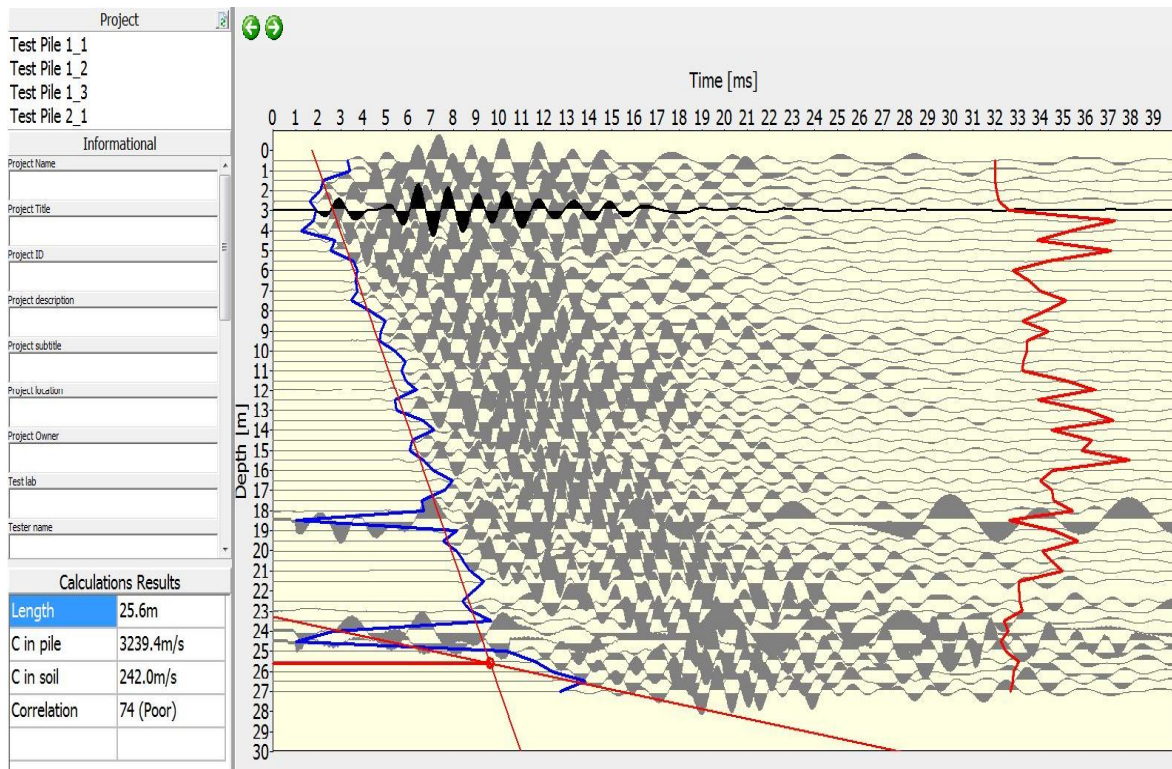 Project
Test Pile 1_1
Test Pile 1_2
Test Pile 1_3
Test Pile 2_1
Informational
Project Name
Project Title
Project ID
Project description
Project subtitle
Project location
Project Owner
Test lab
Tester name
Calculations Results
Length 25.6m
C in pile 3239.4m/s
C in soil 242.0m/s
Correlation 74 (Poor)
Time [ms]
0 1 2 3 4 5 6 7 8 9 10 11 12 13 14 15 16 17 18 19 20 21 22 23 24 25 26 27 28 29 30 31 32 33 34 35 36 37 38 39
Depth [m]
0
1
2
3
4
5
6
7
8
9
10
11
12
13
14
15
16
17
18
19
20
21
22
23
24
25
26
27
28
29
30